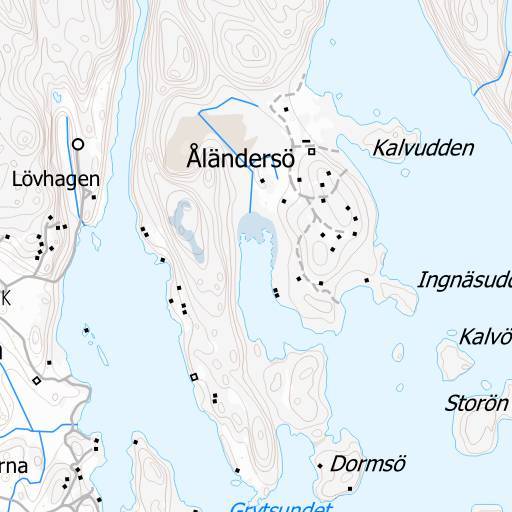 Kalvudden
Åländersö
Lövhagen
Ingnäsudd
K
Kalvö
Storön
Dormsö
rna
Grytsundet